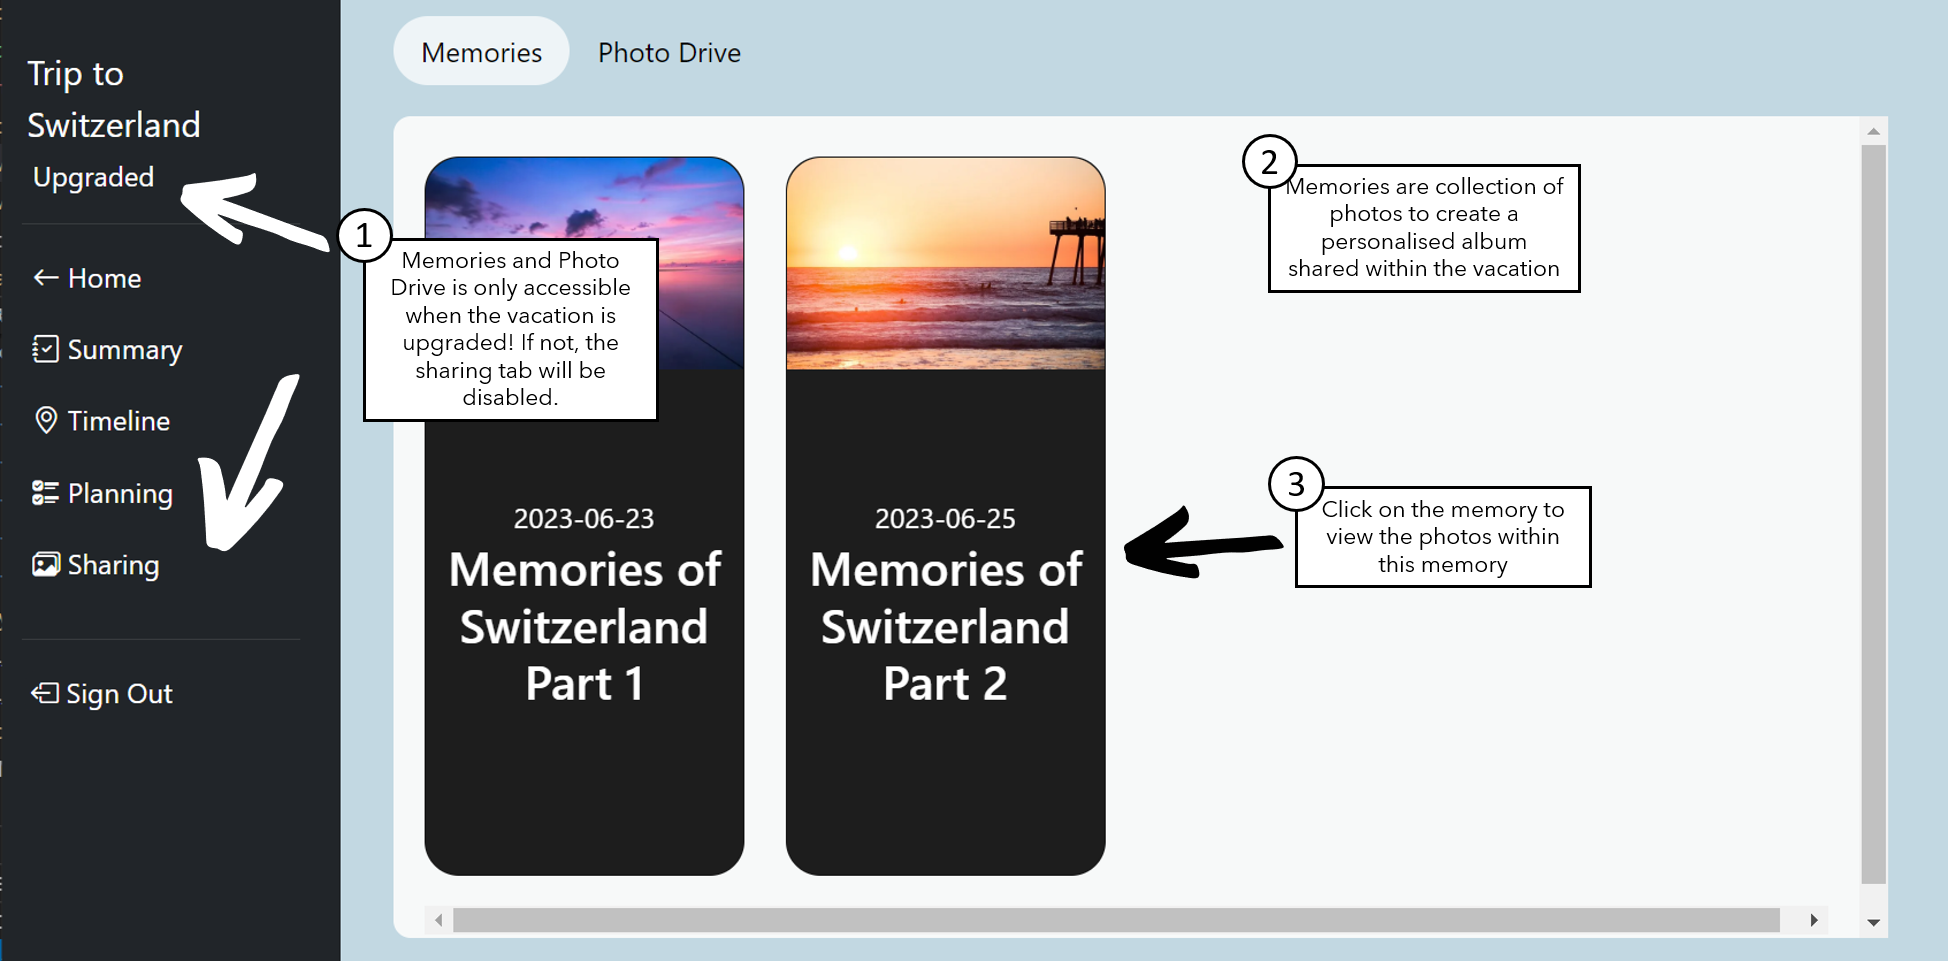 Trip to
Switzerland
Upgraded
Home
Summary
Timeline
Planning
Sharing
Sign Out
Memories
Photo Drive
1
Memories and Photo
Drive is only accessible
when the vacation is
upgraded! If not, the
sharing tab will be
disabled.
2023-06-23
Memories of
Switzerland
Part 1
2023-06-25
Memories of
Switzerland
Part 2
2
Memories are collection of
photos to create a
personalised album
shared within the vacation
3
Click on the memory to
view the photos within
this memory